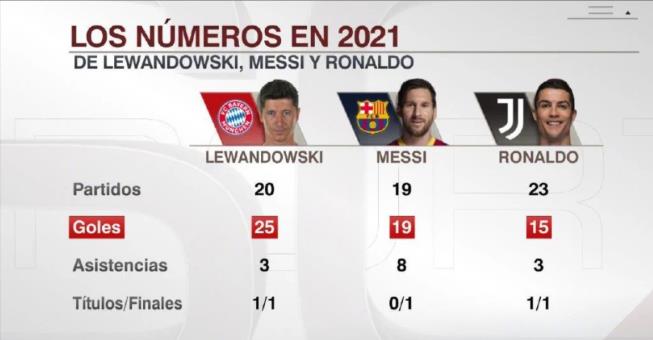 LOS NÚMEROS EN 2021
DE LEWANDOWSKI, MESSI Y RONALDO
LEWANDOWSKI MESSI RONALDO
Partidos 20 19 23
Goles 25 19 15
Asistencias 3 8 3
Títulos/Finales 1/1 0/1 1/1